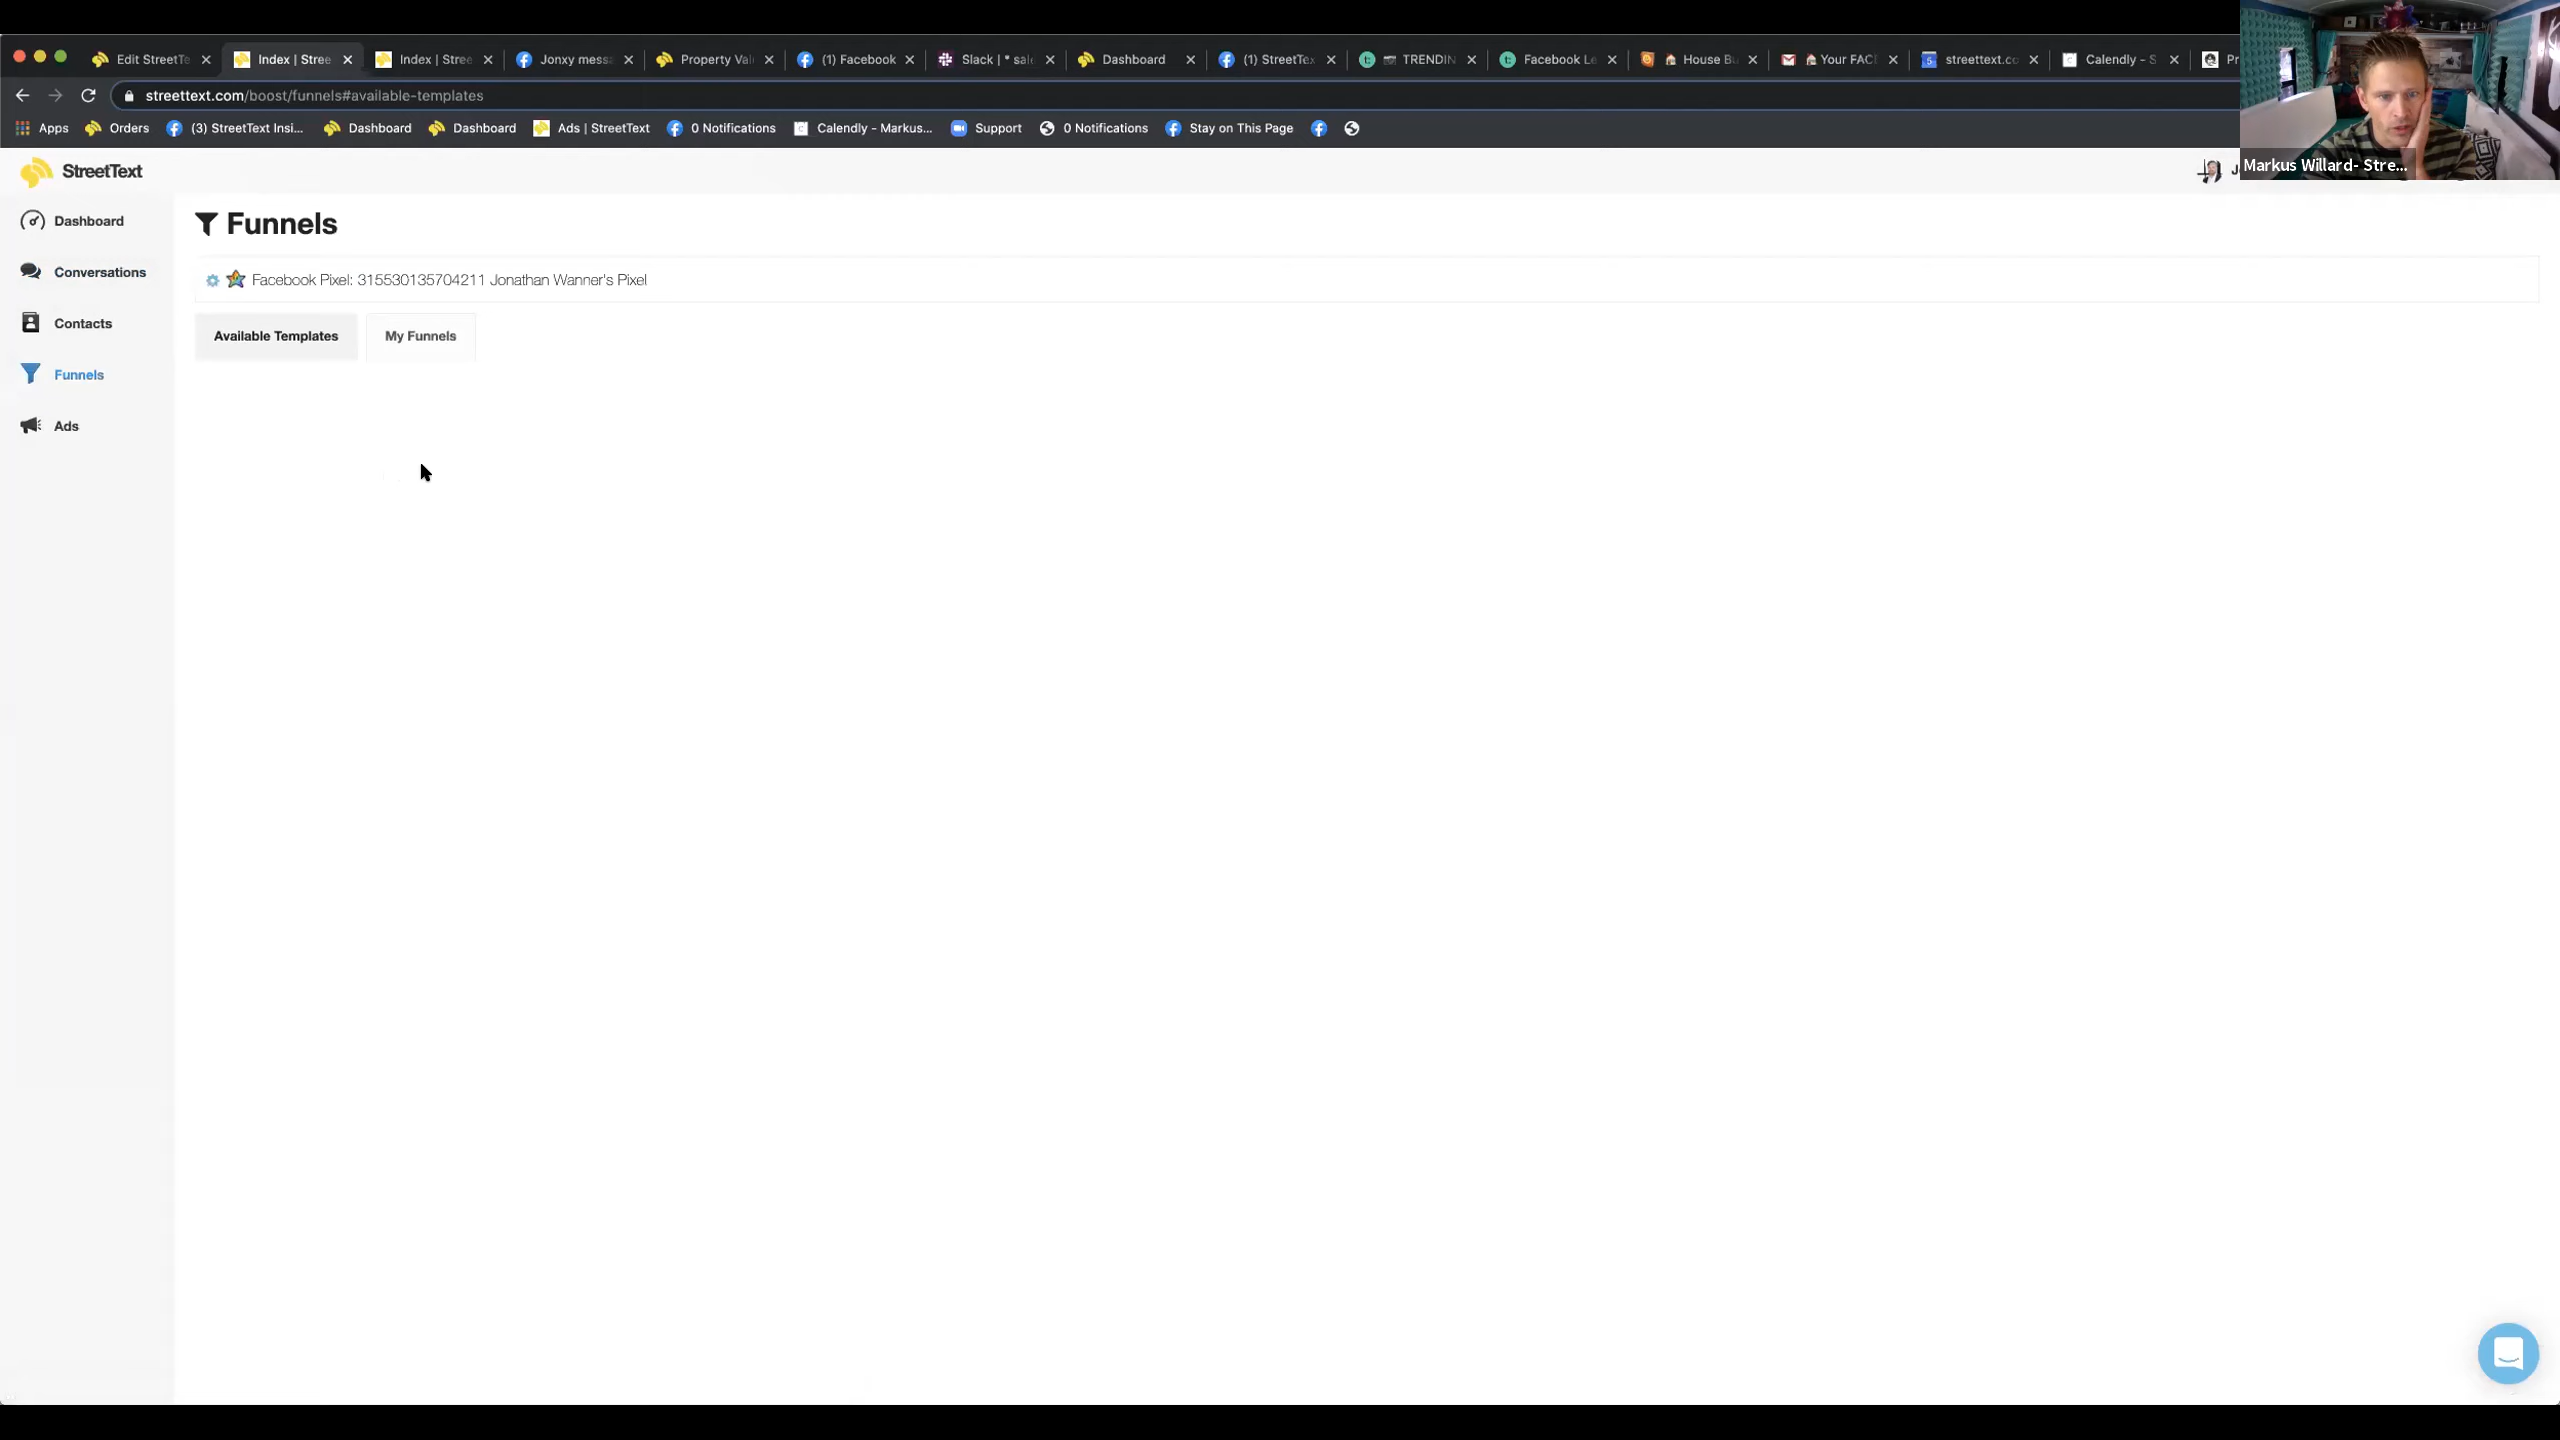 Edit StreetTe
Index | Stree
Index | Stree
Jonxy mess
Property Val
(1) Facebook
Slack | * sale
Dashboard
(1) StreetTex
TRENDIN
Facebook Le
House Bu
Your FAC
streettext.co
Calendly - S
Pr
streettext.com/boost/funnels#available-templates
Apps
Orders
(3) StreetText Insi...
Dashboard
Dashboard
Ads | StreetText
0 Notifications
Calendly - Markus...
Support
0 Notifications
Stay on This Page
StreetText
Markus Willard- Stre...
Dashboard
Conversations
Contacts
Funnels
Ads
Funnels
Facebook Pixel: 315530135704211 Jonathan Wanner's Pixel
Available Templates
My Funnels